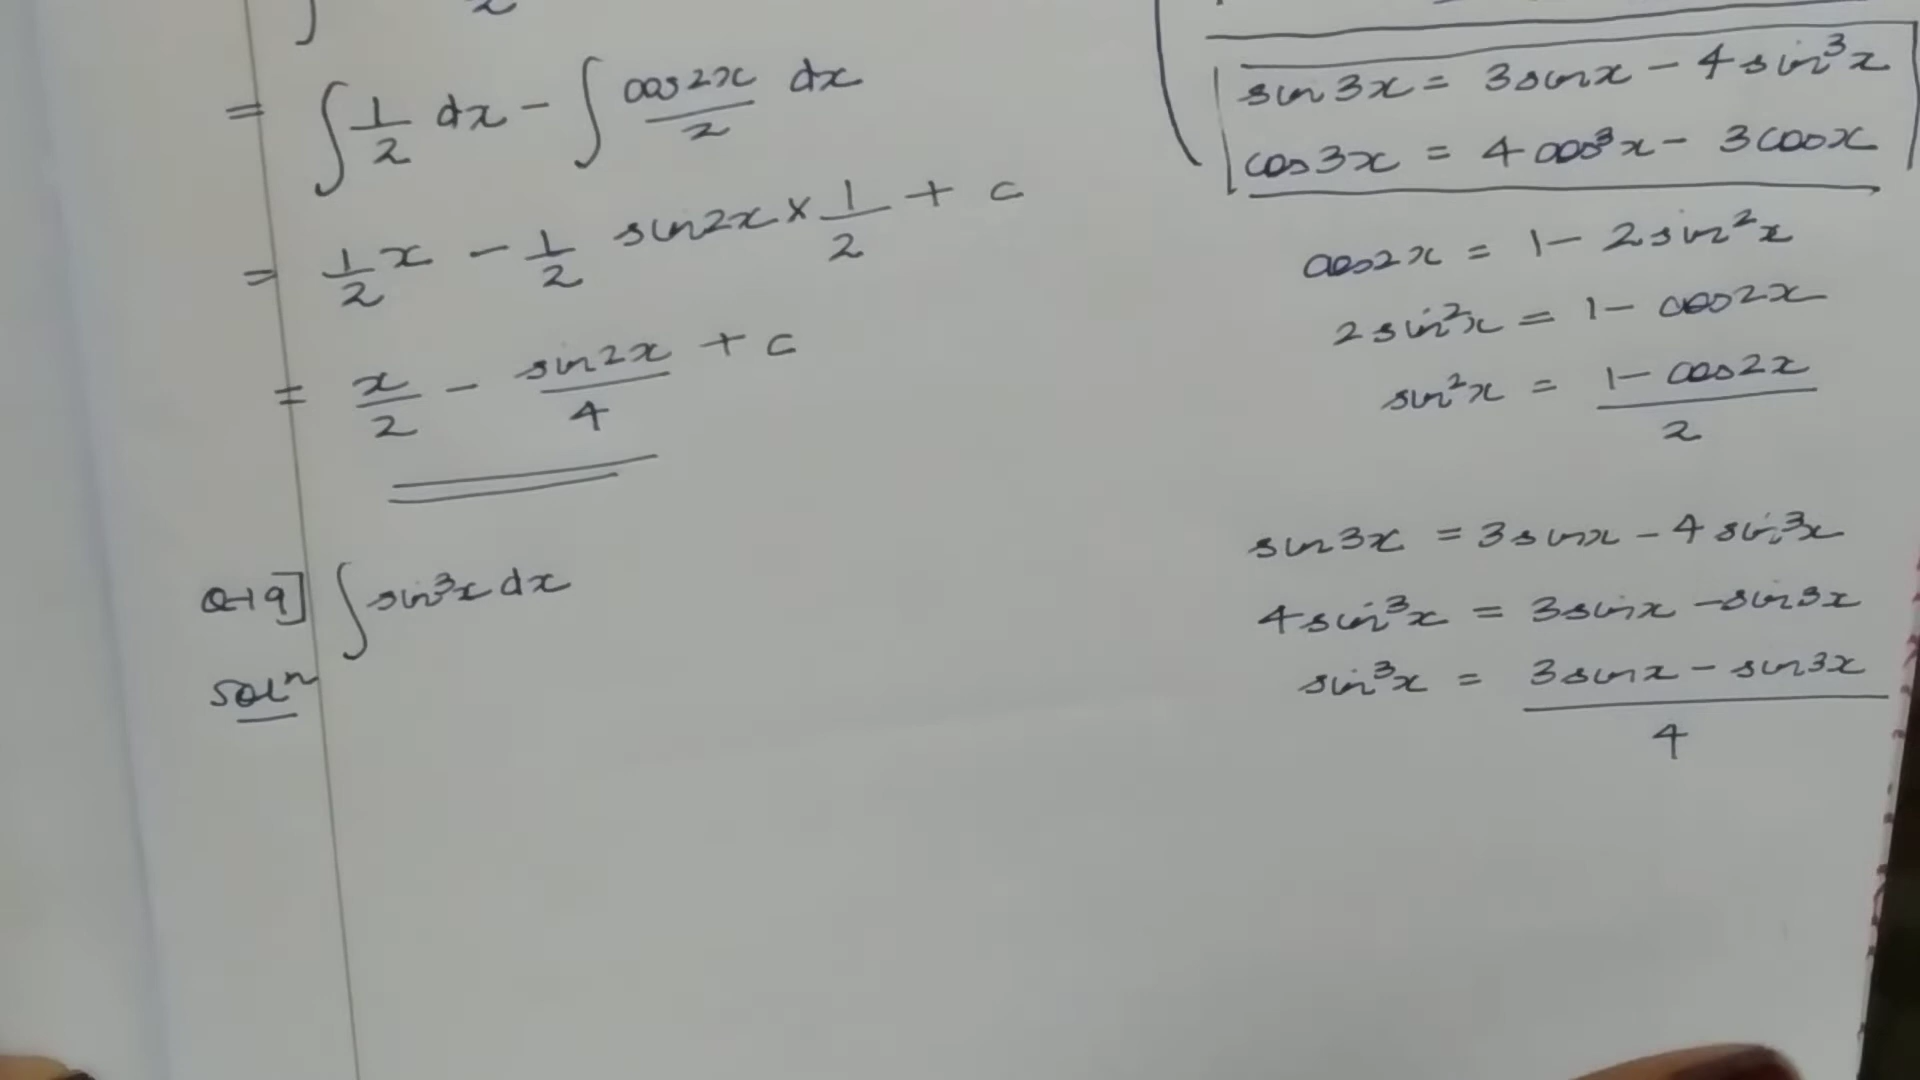 = ∫ 1/2 dx - ∫ cos2x/2 dx
= 1/2 x - 1/2 sin2x × 1/2 + c
= x/2 - sin2x/4 + c
Q-19] ∫ sin³x dx
Solⁿ
sin3x = 3sinx - 4sin³x
cos3x = 4cos³x - 3cosx
cos2x = 1 - 2sin²x
2sin²x = 1 - cos2x
sin²x = 1 - cos2x / 2
sin3x = 3sinx - 4sin³x
4sin³x = 3sinx - sin3x
sin³x = 3sinx - sin3x / 4